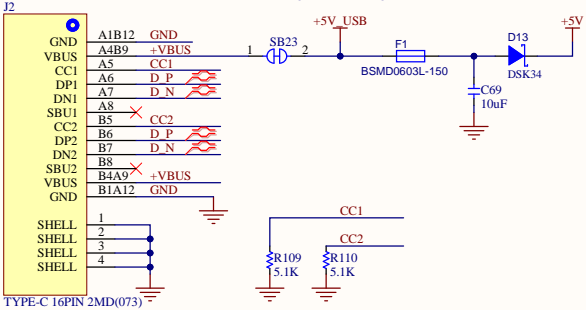 J2
GND A1B12 GND
VBUS A4B9 +VBUS
CC1 A5 CC1
DP1 A6 D_P
DN1 A7 D_N
SBU1 A8
CC2 B5 CC2
DP2 B6 D_P
DN2 B7 D_N
SBU2 B8
VBUS B4A9 +VBUS
GND B1A12 GND
SHELL 1
SHELL 2
SHELL 3
SHELL 4
TYPE-C 16PIN 2MD(073)
1 SB23 2
+5V_USB
F1
BSMD0603L-150
C69
10uF
D13
DSK34
+5V
CC1
CC2
R109
5.1K
R110
5.1K